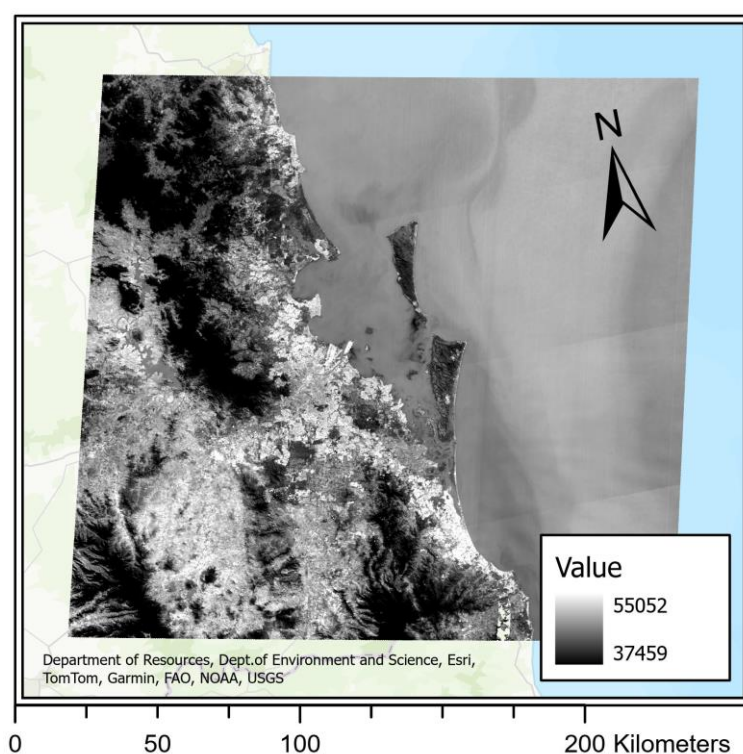 N
Value
55052
37459
Department of Resources, Dept.of Environment and Science, Esri,
TomTom, Garmin, FAO, NOAA, USGS
0 50 100 200 Kilometers